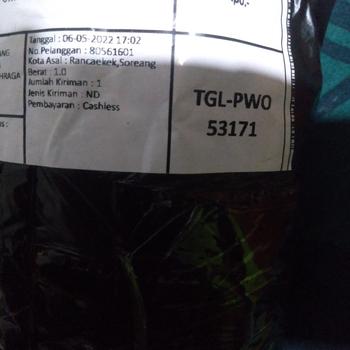 Tanggal : 06-05-2022 17:02
No.Pelanggan : 80561601
Kota Asal : Rancaekek,Soreang
Berat : 1.0
Jumlah Kiriman : 1
Jenis Kiriman : ND
Pembayaran : Cashless
TGL-PWO
53171